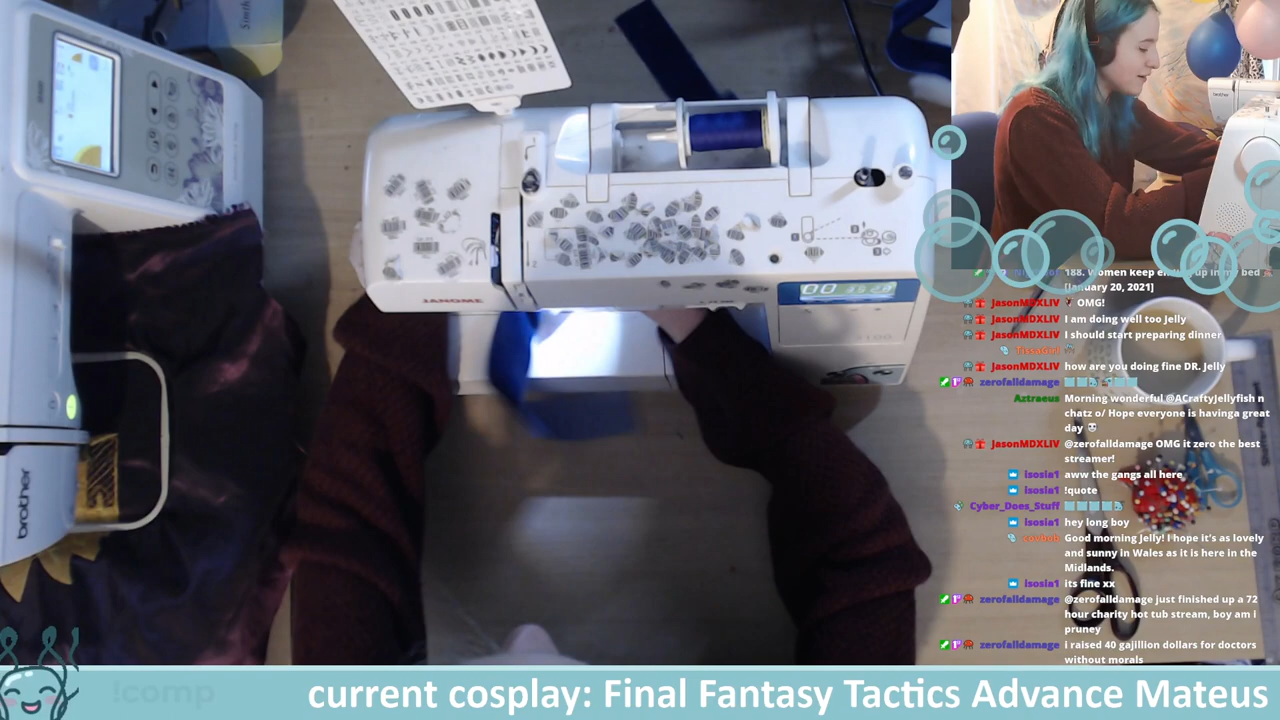 Simth
JANOME
brother
brother
188. Women keep ending up in my bed
[January 20, 2021]
JasonMDXLIV OMG!
JasonMDXLIV I am doing well too Jelly
JasonMDXLIV I should start preparing dinner
TissaGirl
JasonMDXLIV how are you doing fine DR. Jelly
zerofalldamage
Aztraeus Morning wonderful @ACraftyJellyfish n
chatz o/ Hope everyone is havinga great
day
JasonMDXLIV @zerofalldamage OMG it zero the best
streamer!
isosia1 aww the gangs all here
isosia1 !quote
Cyber_Does_Stuff
isosia1 hey long boy
Good morning Jelly! I hope it's as lovely
and sunny in Wales as it is here in the
Midlands.
isosia1 its fine xx
zerofalldamage @zerofalldamage just finished up a 72
hour charity hot tub stream, boy am i
pruney
zerofalldamage i raised 40 gajillion dollars for doctors
without morals
!comp
current cosplay: Final Fantasy Tactics Advance Mateus